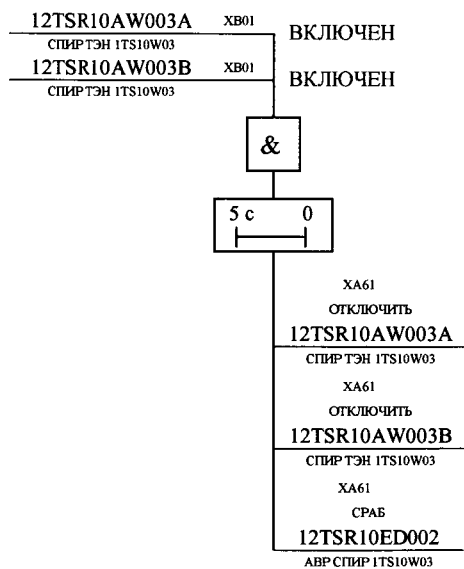 12TSR10AW003A XB01 ВКЛЮЧЕН
СПИР ТЭН 1TS10W03
12TSR10AW003B XB01 ВКЛЮЧЕН
СПИР ТЭН 1TS10W03
&
5 с 0
XA61
ОТКЛЮЧИТЬ
12TSR10AW003A
СПИР ТЭН 1TS10W03
XA61
ОТКЛЮЧИТЬ
12TSR10AW003B
СПИР ТЭН 1TS10W03
XA61
СРАБ
12TSR10ED002
АВР СПИР 1TS10W03